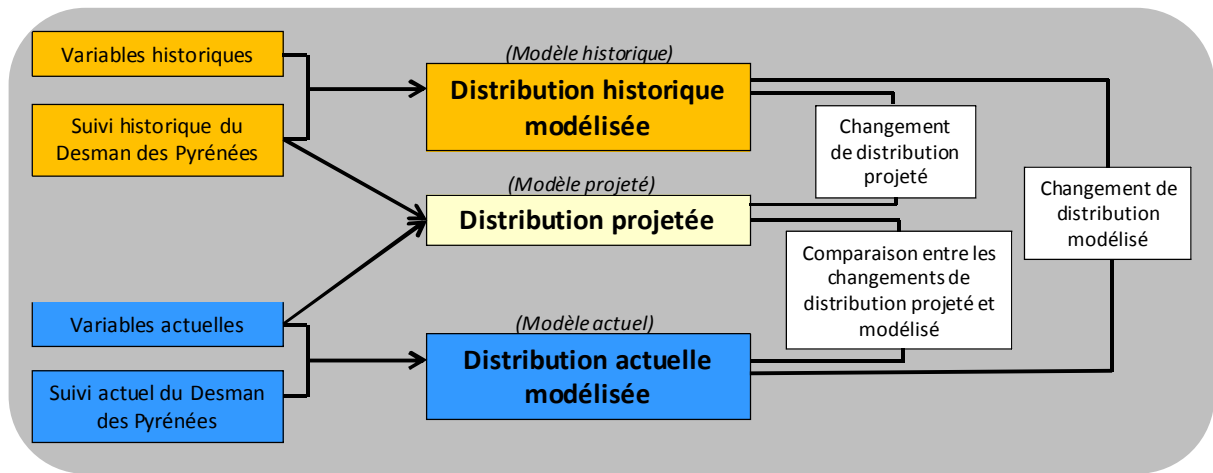 Variables historiques
Suivi historique du
Desman des Pyrénées
Variables actuelles
Suivi actuel du Desman
des Pyrénées
(Modèle historique)
Distribution historique
modélisée
(Modèle projeté)
Distribution projetée
(Modèle actuel)
Distribution actuelle
modélisée
Changement
de distribution
projeté
Comparaison entre les
changements de
distribution projeté et
modélisé
Changement de
distribution
modélisé